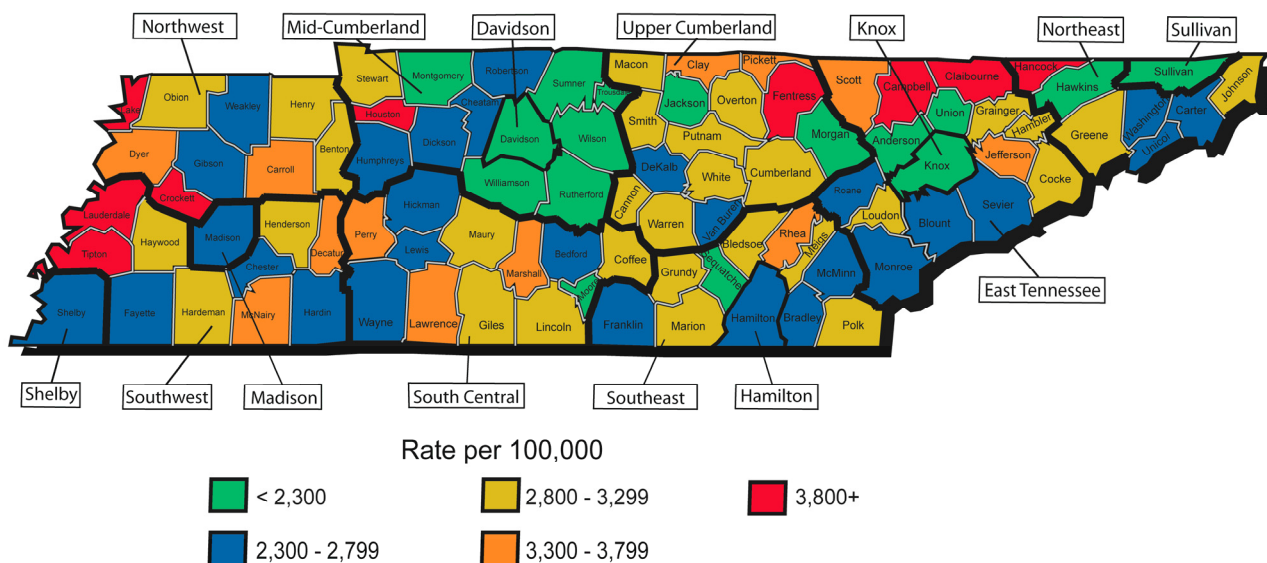 Northwest
Mid-Cumberland
Davidson
Upper Cumberland
Knox
Northeast
Sullivan
Lake
Obion
Weakley
Henry
Stewart
Montgomery
Robertson
Sumner
Trousdale
Macon
Clay
Pickett
Scott
Campbell
Claibourne
Hancock
Hawkins
Sullivan
Johnson
Carter
Washington
Unicoi
Greene
Hambler
Grainger
Union
Anderson
Morgan
Fentress
Overton
Jackson
Smith
Wilson
Davidson
Cheatam
Dickson
Houston
Humphreys
Benton
Carroll
Gibson
Dyer
Crockett
Lauderdale
Tipton
Haywood
Madison
Henderson
Chester
Decatur
Perry
Hickman
Lewis
Williamson
Rutherford
Maury
Marshall
Bedford
Cannon
DeKalb
Putnam
White
Cumberland
Warren
Van Buren
Coffee
Bledsoe
Rhea
Meigs
Roane
Loudon
Knox
Jefferson
Cocke
Sevier
Blount
Monroe
McMinn
Grundy
Sequatche
Moore
Shelby
Fayette
Hardeman
McNairy
Hardin
Wayne
Lawrence
Giles
Lincoln
Franklin
Marion
Hamilton
Bradley
Polk
East Tennessee
Shelby
Southwest
Madison
South Central
Southeast
Hamilton
Rate per 100,000
< 2,300
2,800 - 3,299
3,800+
2,300 - 2,799
3,300 - 3,799